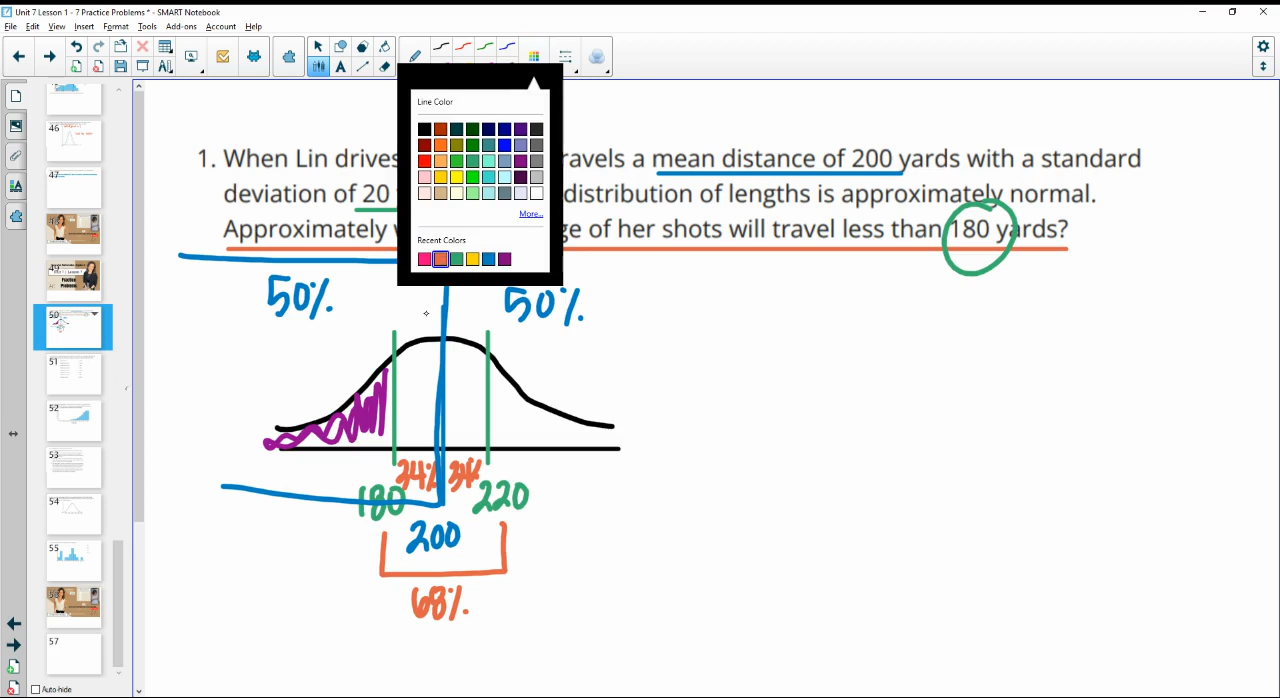 Unit 7 Lesson 1 - 7 Practice Problems * - SMART Notebook
File Edit View Insert Format Tools Add-ons Account Help
Line Color
More...
Recent Colors
1. When Lin drives ravels a mean distance of 200 yards with a standard
deviation of 20 distribution of lengths is approximately normal.
Approximately ge of her shots will travel less than 180 yards?
50% 50%
34% 34%
180 220
200
68%
46
47
50
51
52
53
54
55
57
Auto-hide